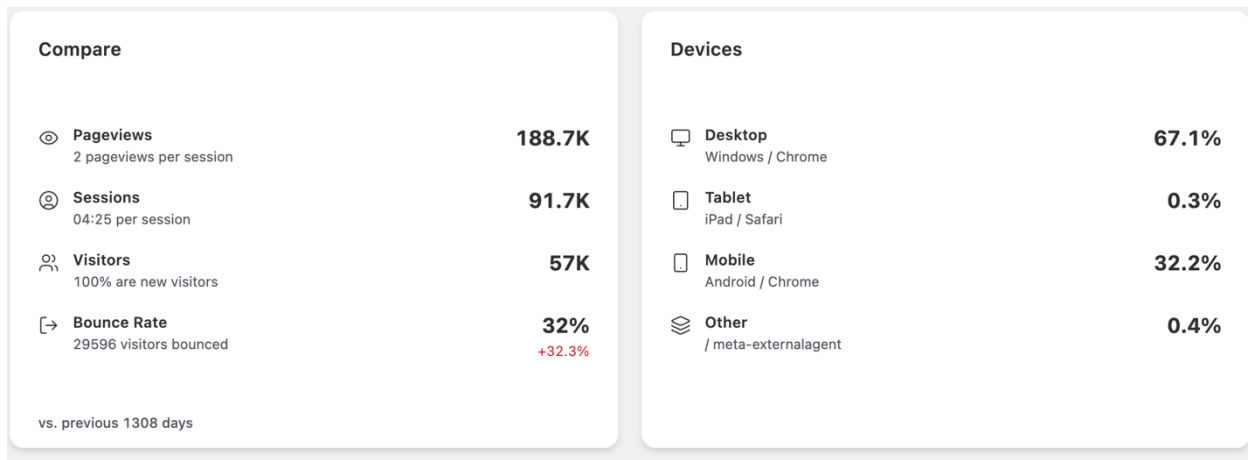 Compare
Pageviews
188.7K
2 pageviews per session
Sessions
91.7K
04:25 per session
Visitors
57K
100% are new visitors
Bounce Rate
32%
29596 visitors bounced
+32.3%
vs. previous 1308 days
Devices
Desktop
67.1%
Windows / Chrome
Tablet
0.3%
iPad / Safari
Mobile
32.2%
Android / Chrome
Other
0.4%
/ meta-externalagent